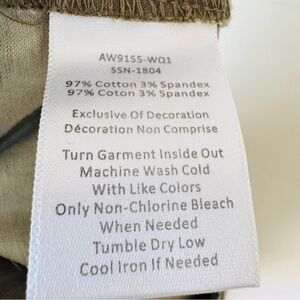 AW9155-WQ1
SSN-1804
97% Cotton 3% Spandex
97% Coton 3% Spandex
Exclusive Of Decoration
Décoration Non Comprise
Turn Garment Inside Out
Machine Wash Cold
With Like Colors
Only Non-Chlorine Bleach
When Needed
Tumble Dry Low
Cool Iron If Needed